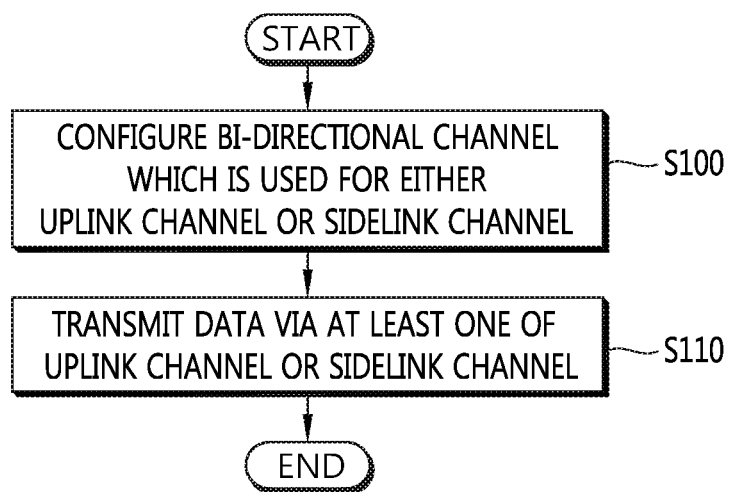 START
CONFIGURE BI-DIRECTIONAL CHANNEL
WHICH IS USED FOR EITHER
UPLINK CHANNEL OR SIDELINK CHANNEL
S100
TRANSMIT DATA VIA AT LEAST ONE OF
UPLINK CHANNEL OR SIDELINK CHANNEL
S110
END